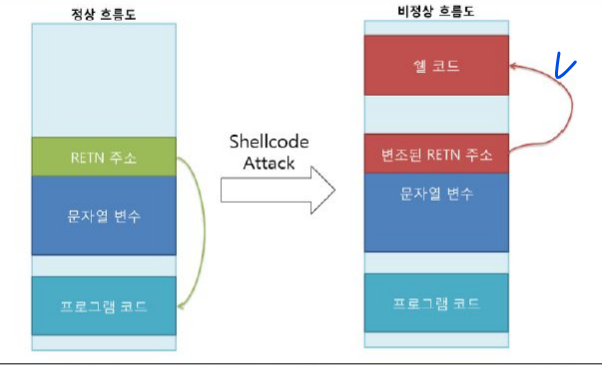 정상 흐름도
RETN 주소
문자열 변수
프로그램 코드
Shellcode
Attack
비정상 흐름도
쉘 코드
변조된 RETN 주소
문자열 변수
프로그램 코드